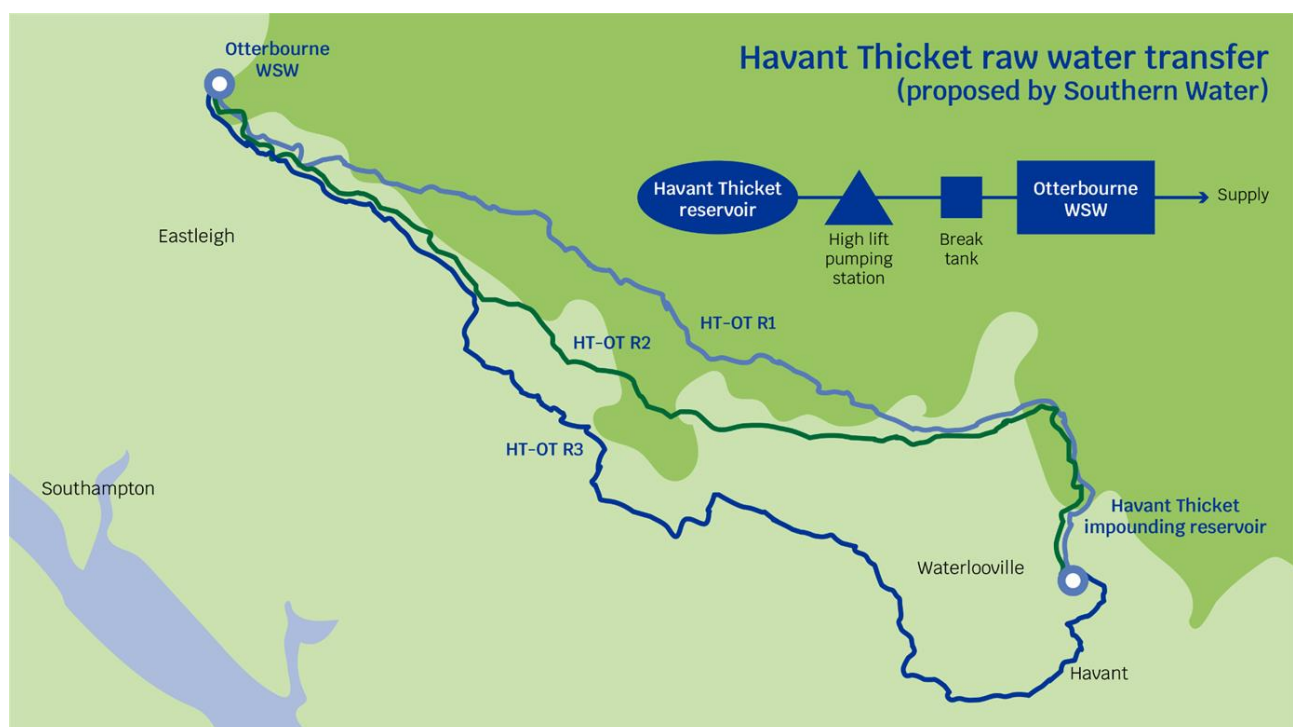 Otterbourne
WSW
Havant Thicket raw water transfer
(proposed by Southern Water)
Havant Thicket
reservoir
Otterbourne
WSW
Supply
High lift
pumping
station
Break
tank
Eastleigh
HT-OT R1
HT-OT R2
HT-OT R3
Southampton
Havant Thicket
impounding reservoir
Waterlooville
Havant